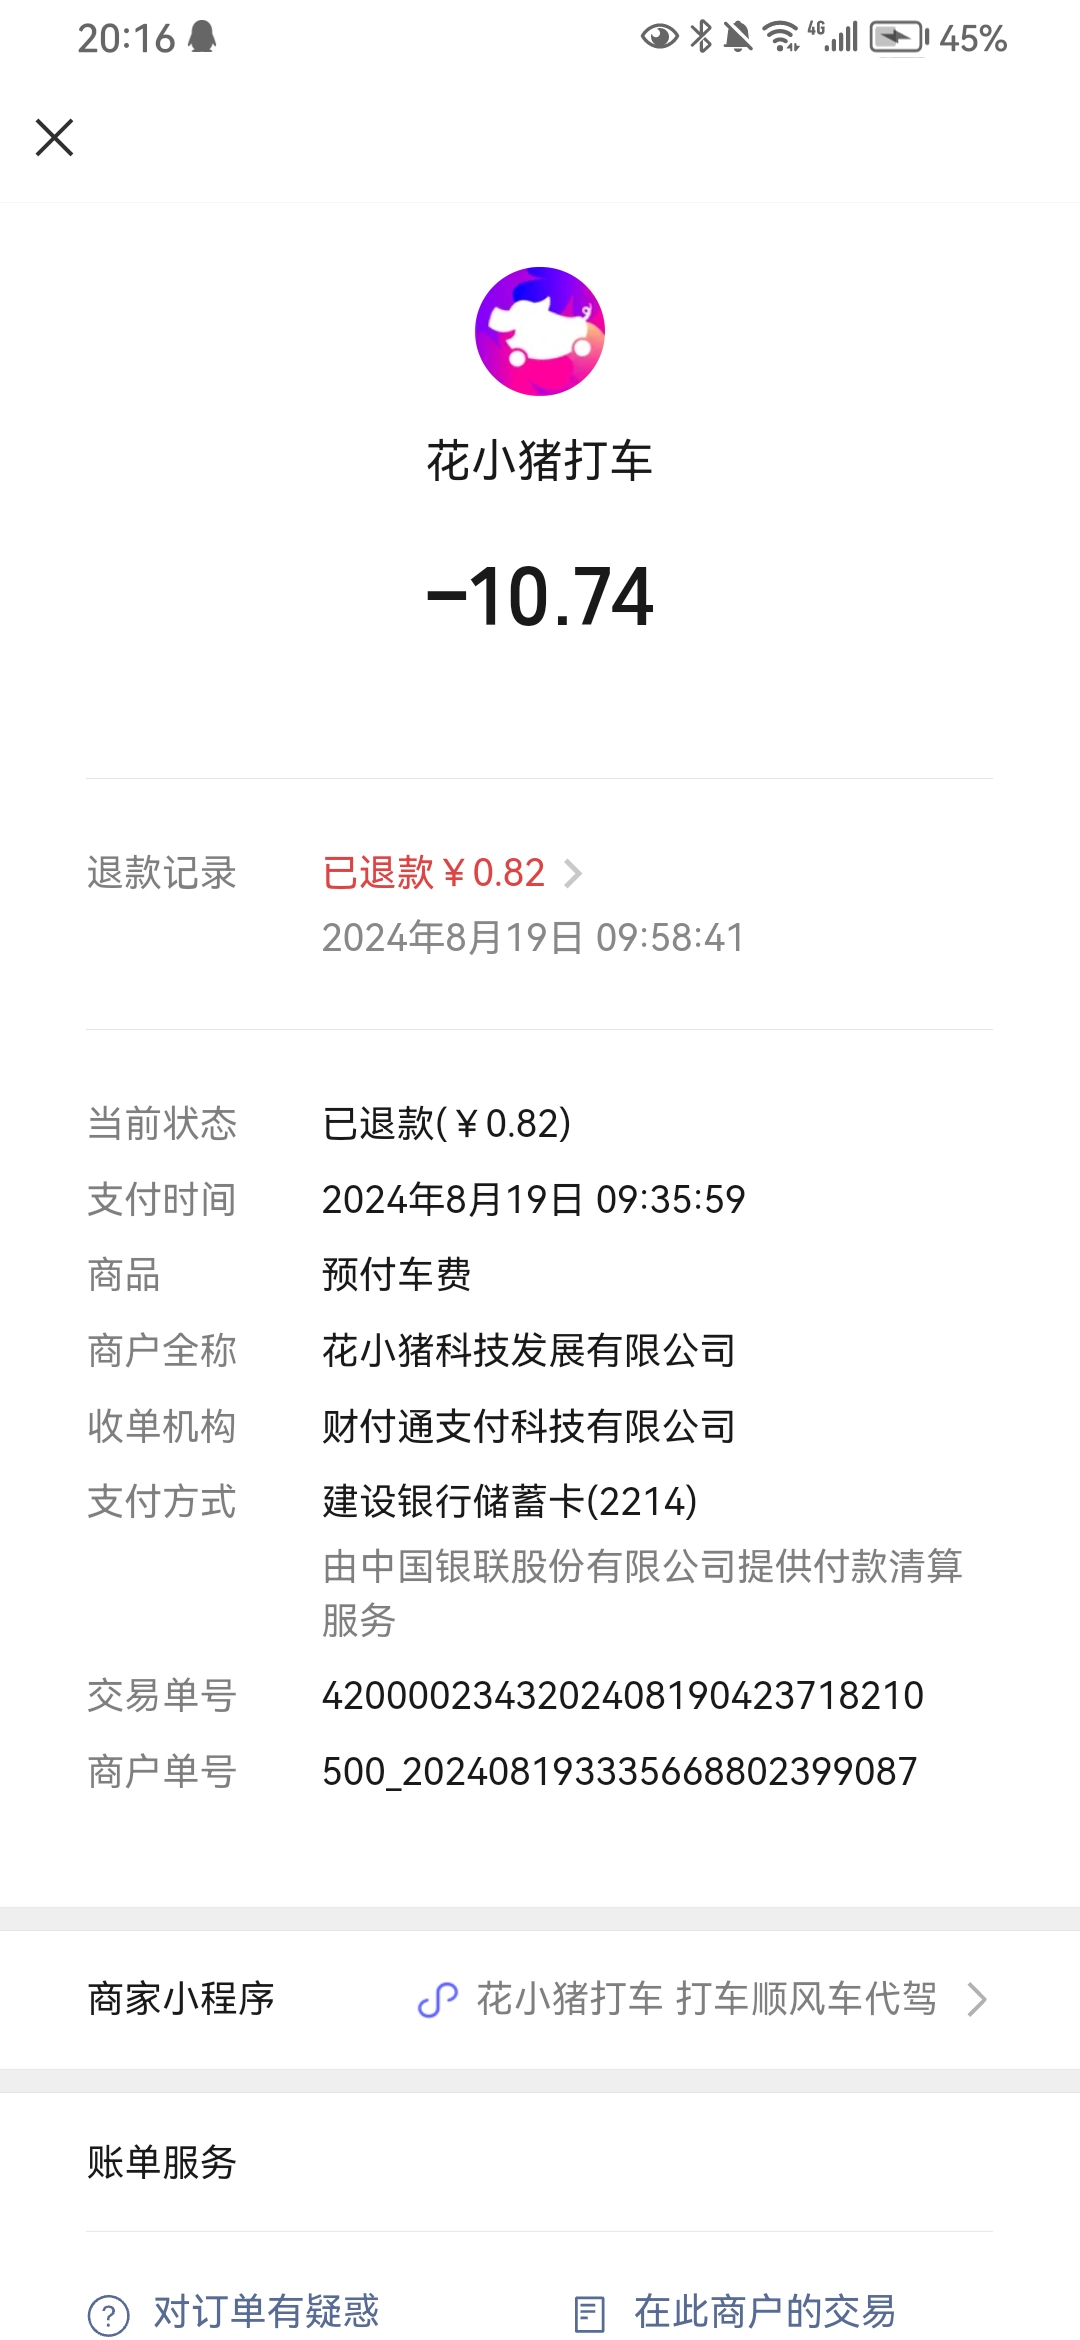 20:16 4G 45%
花小猪打车
-10.74
退款记录 已退款￥0.82
2024年8月19日 09:58:41
当前状态 已退款(￥0.82)
支付时间 2024年8月19日 09:35:59
商品 预付车费
商户全称 花小猪科技发展有限公司
收单机构 财付通支付科技有限公司
支付方式 建设银行储蓄卡(2214)
由中国银联股份有限公司提供付款清算
服务
交易单号 4200002343202408190423718210
商户单号 500_202408193335668802399087
商家小程序 花小猪打车 打车顺风车代驾
账单服务
对订单有疑惑 在此商户的交易